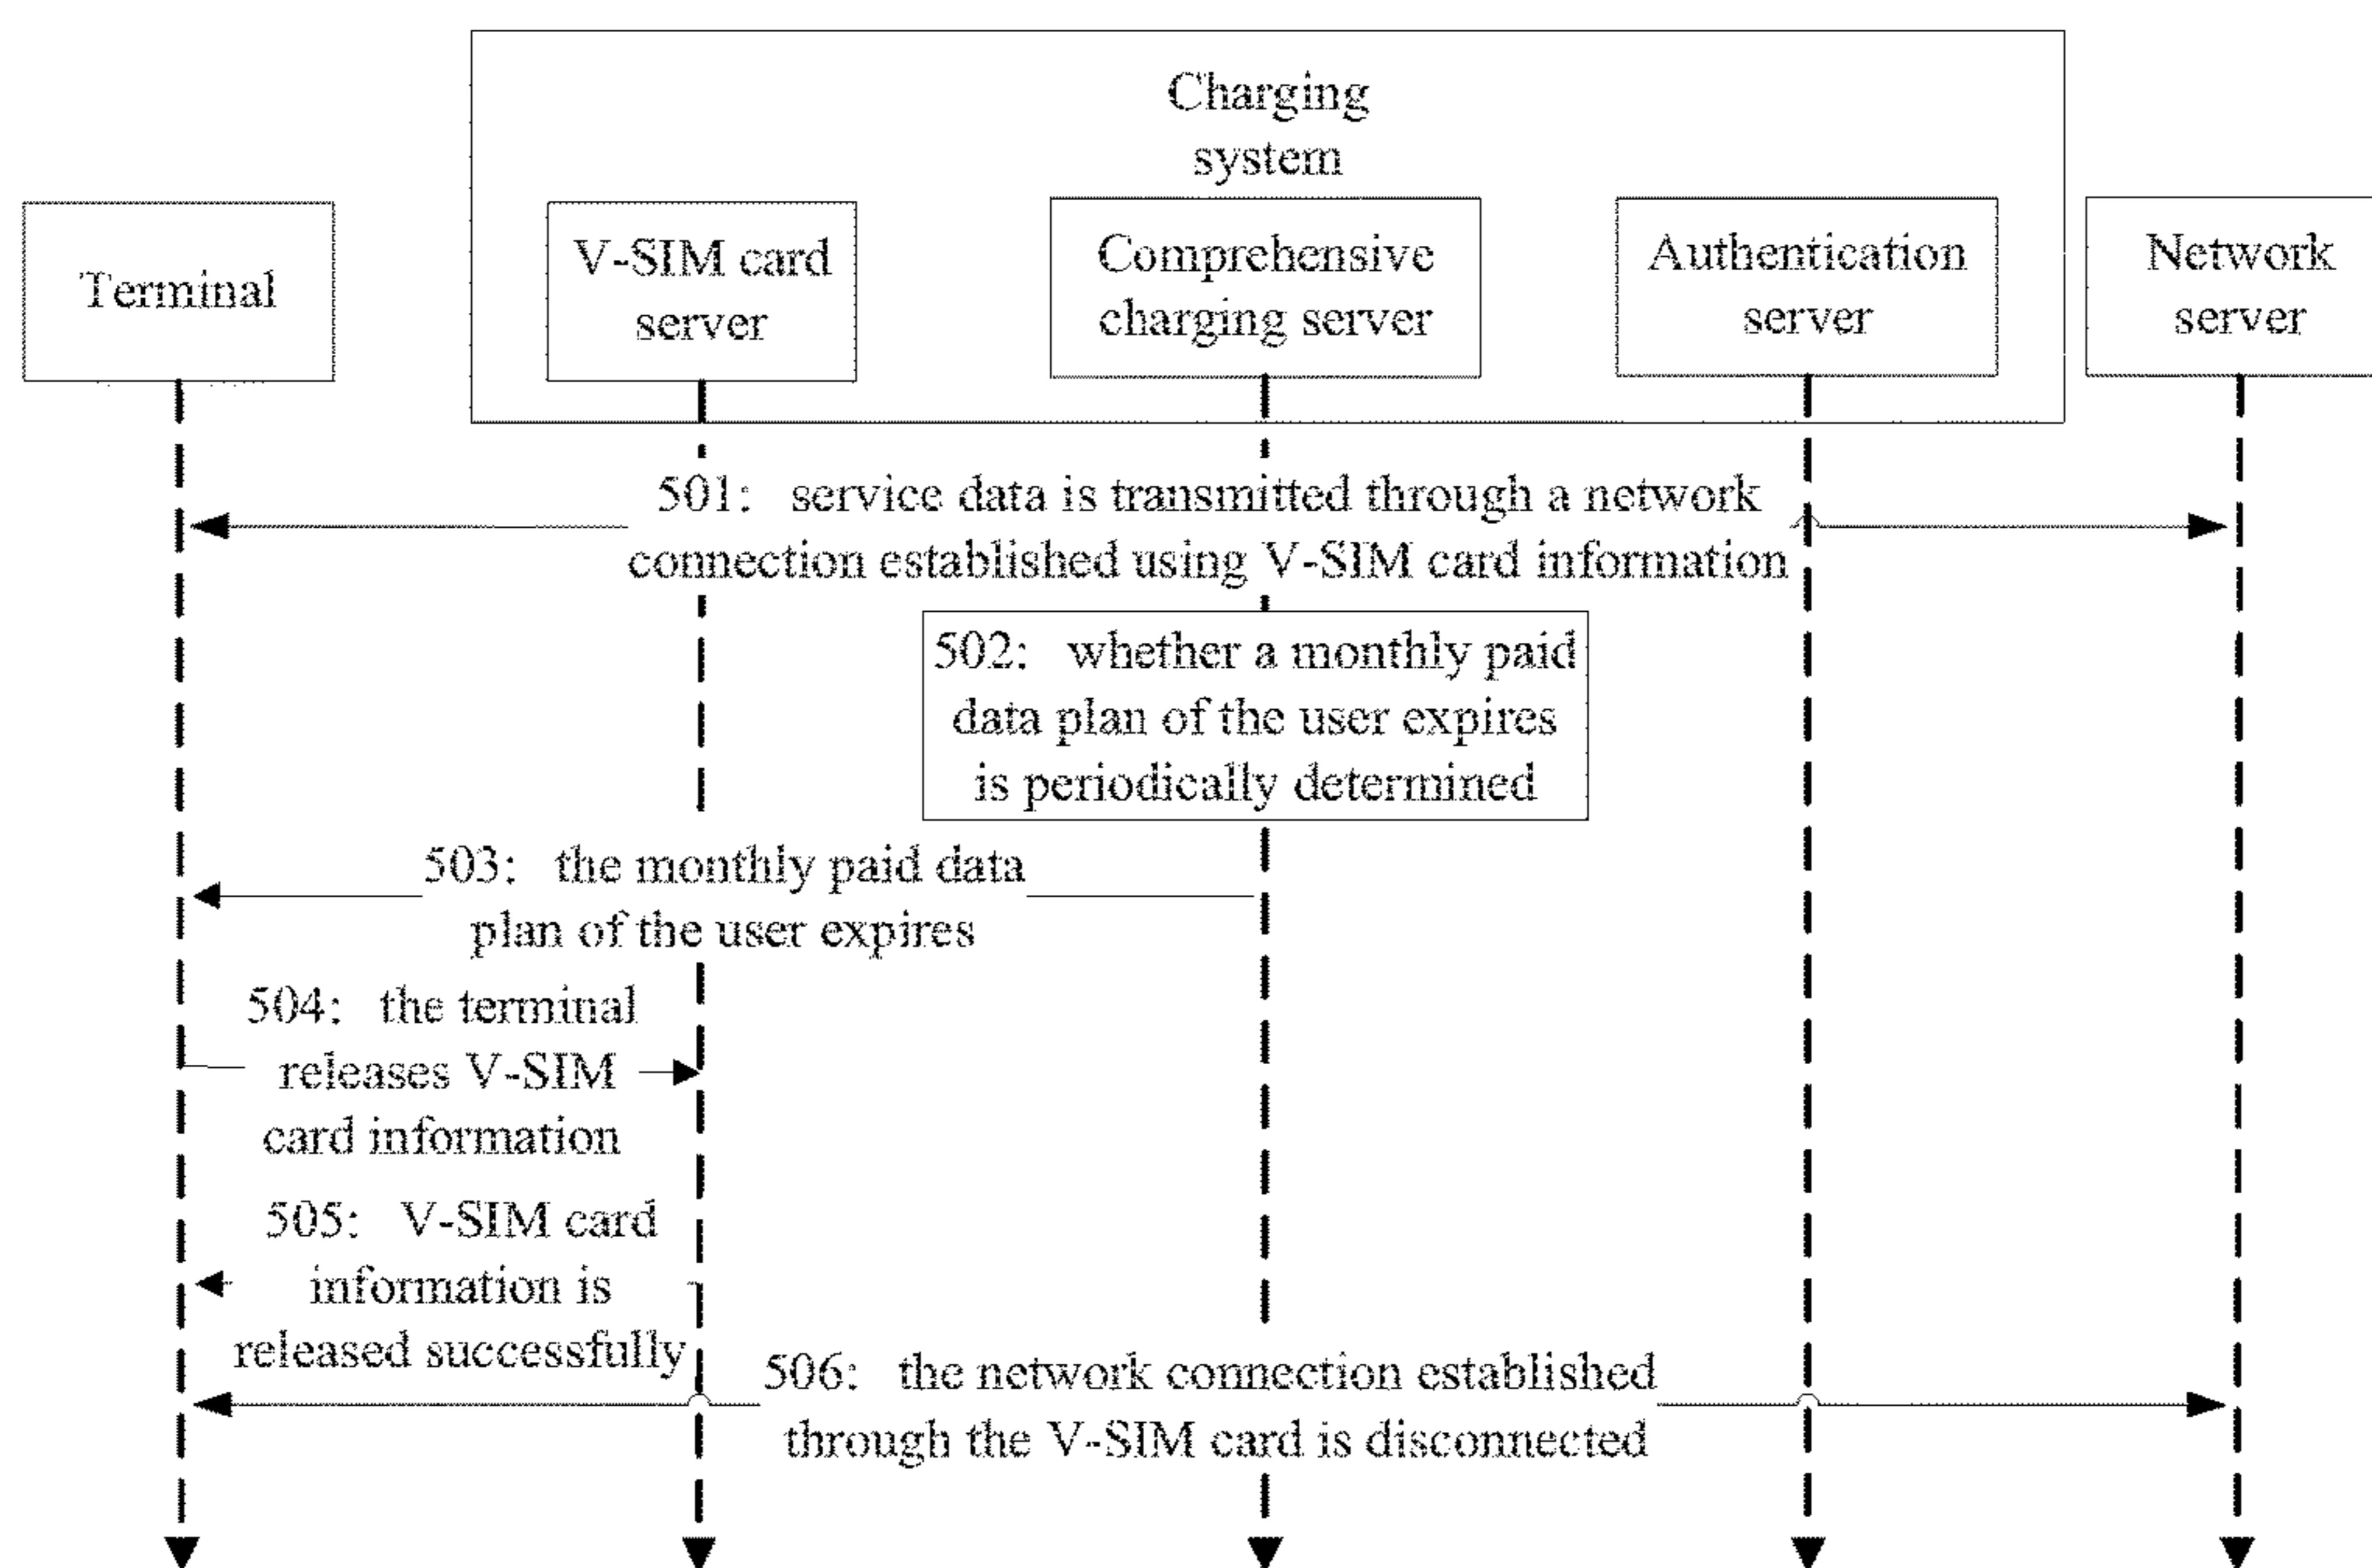 Charging
system
Terminal
V-SIM card
server
Comprehensive
charging server
Authentication
server
Network
server
501: service data is transmitted through a network
connection established using V-SIM card information
502: whether a monthly paid
data plan of the user expires
is periodically determined
503: the monthly paid data
plan of the user expires
504: the terminal
releases V-SIM
card information
505: V-SIM card
information is
released successfully
506: the network connection established
through the V-SIM card is disconnected